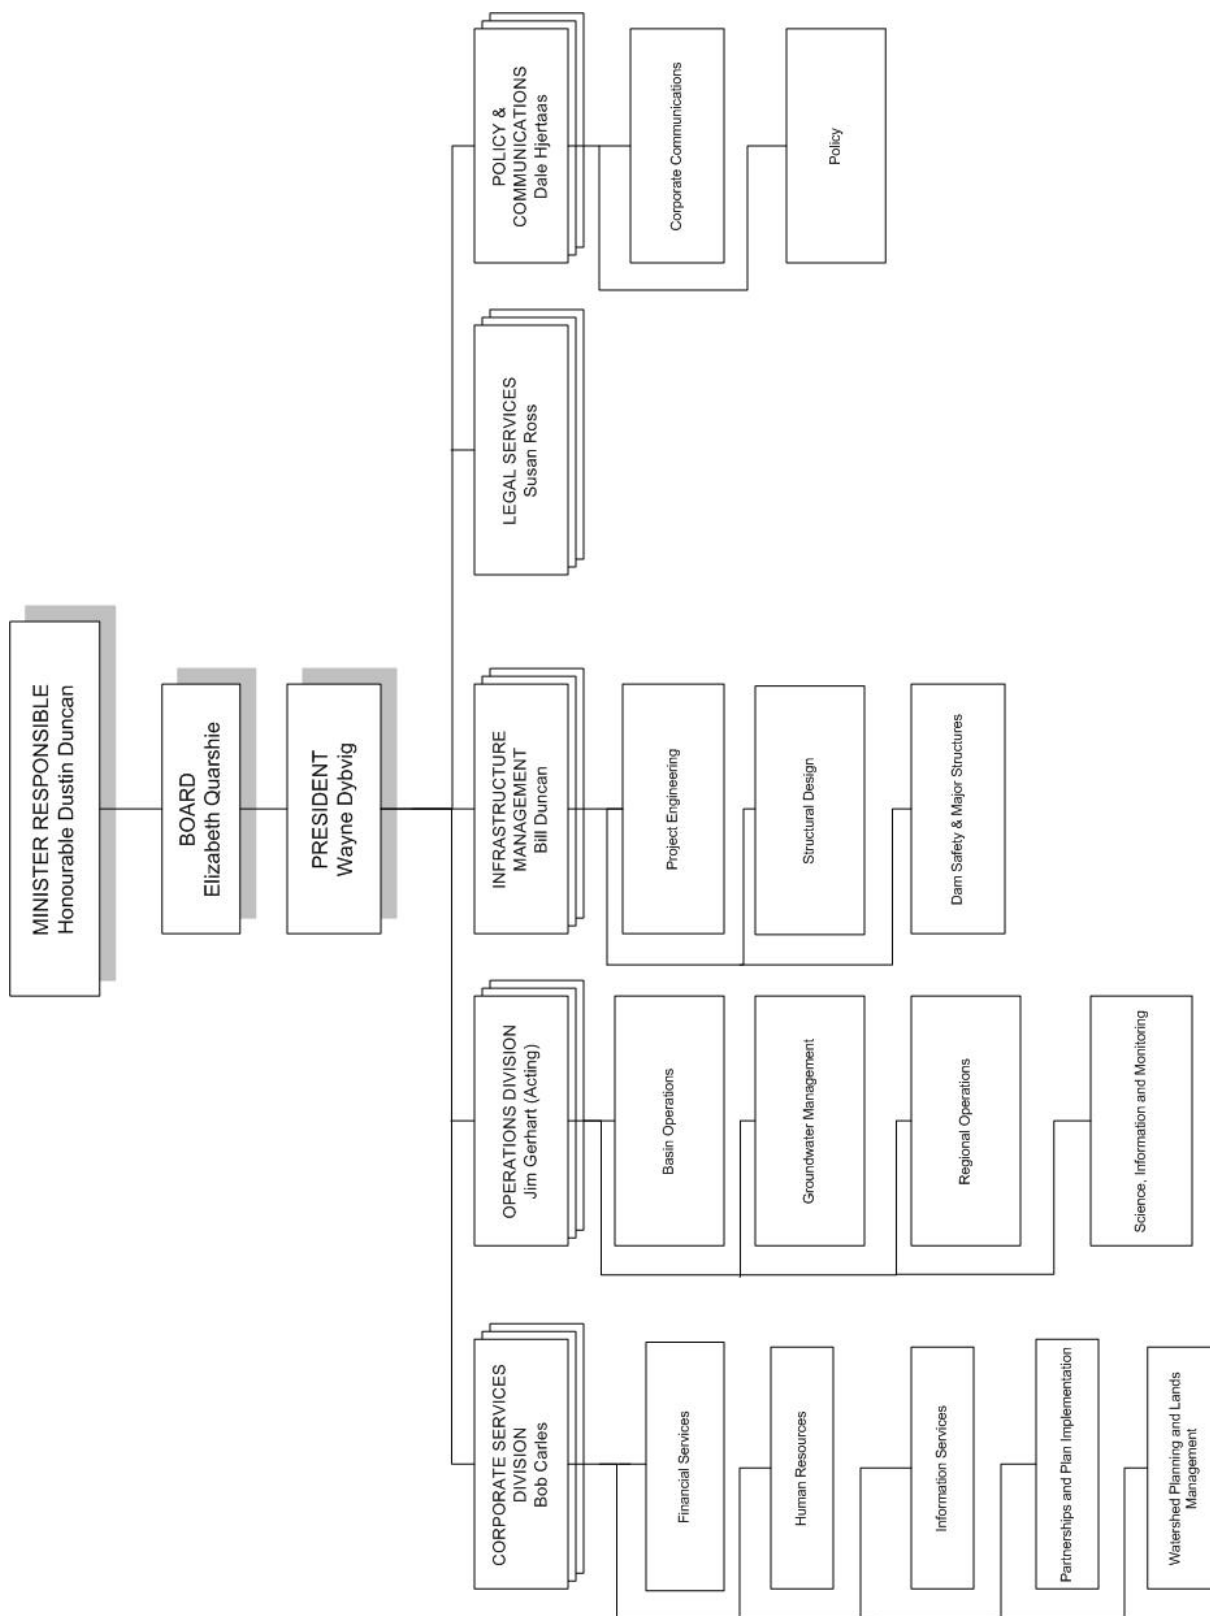 MINISTER RESPONSIBLE
Honourable Dustin Duncan
BOARD
Elizabeth Quarshie
PRESIDENT
Wayne Dybvig
CORPORATE SERVICES
DIVISION
Bob Carles
Financial Services
Human Resources
Information Services
Partnerships and Plan Implementation
Watershed Planning and Lands
Management
OPERATIONS DIVISION
Jim Gerhart (Acting)
Basin Operations
Groundwater Management
Regional Operations
Science, Information and Monitoring
INFRASTRUCTURE
MANAGEMENT
Bill Duncan
Project Engineering
Structural Design
Dam Safety & Major Structures
LEGAL SERVICES
Susan Ross
POLICY &
COMMUNICATIONS
Dale Hjertaas
Corporate Communications
Policy